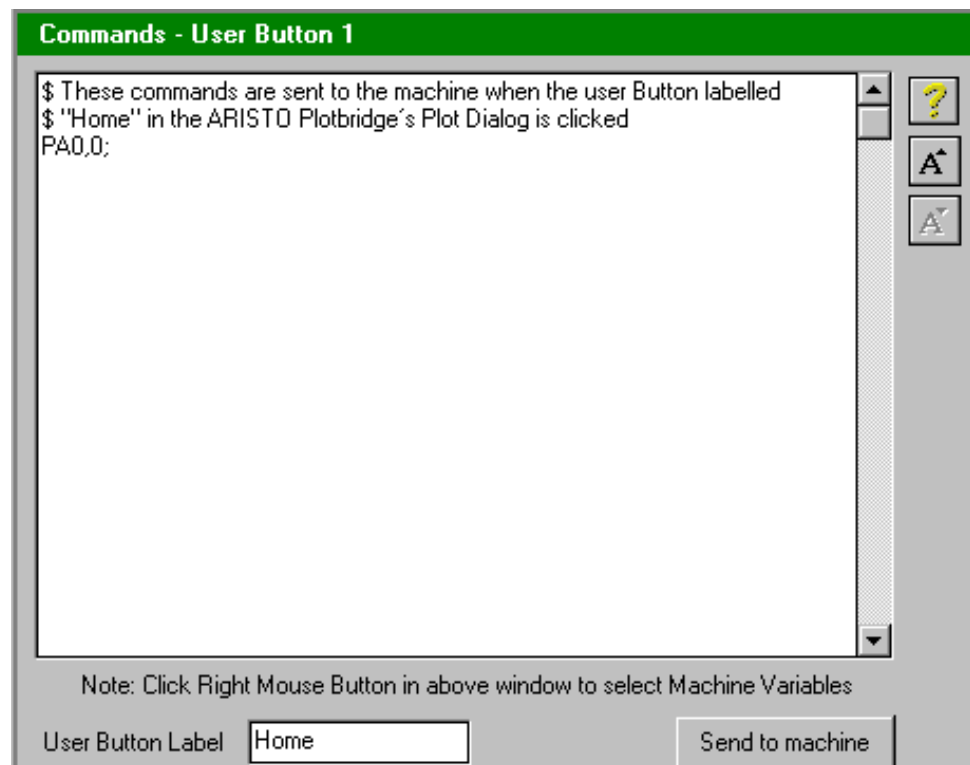 Commands - User Button 1
$ These commands are sent to the machine when the user Button labelled
$ "Home" in the ARISTO Plotbridge´s Plot Dialog is clicked
PA0,0;
?
A
A
Note: Click Right Mouse Button in above window to select Machine Variables
User Button Label Home Send to machine